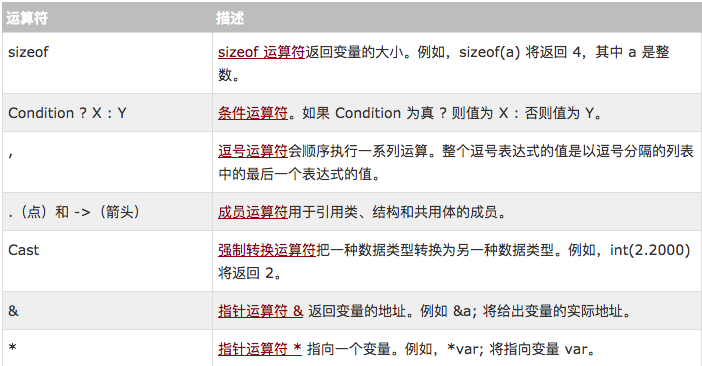 运算符 描述
sizeof sizeof 运算符返回变量的大小。例如，sizeof(a) 将返回 4，其中 a 是整
数。
Condition ? X : Y 条件运算符。如果 Condition 为真 ? 则值为 X : 否则值为 Y。
, 逗号运算符会顺序执行一系列运算。整个逗号表达式的值是以逗号分隔的列表
中的最后一个表达式的值。
.（点）和 ->（箭头） 成员运算符用于引用类、结构和共用体的成员。
Cast 强制转换运算符把一种数据类型转换为另一种数据类型。例如，int(2.2000)
将返回 2。
& 指针运算符 & 返回变量的地址。例如 &a; 将给出变量的实际地址。
* 指针运算符 * 指向一个变量。例如，*var; 将指向变量 var。